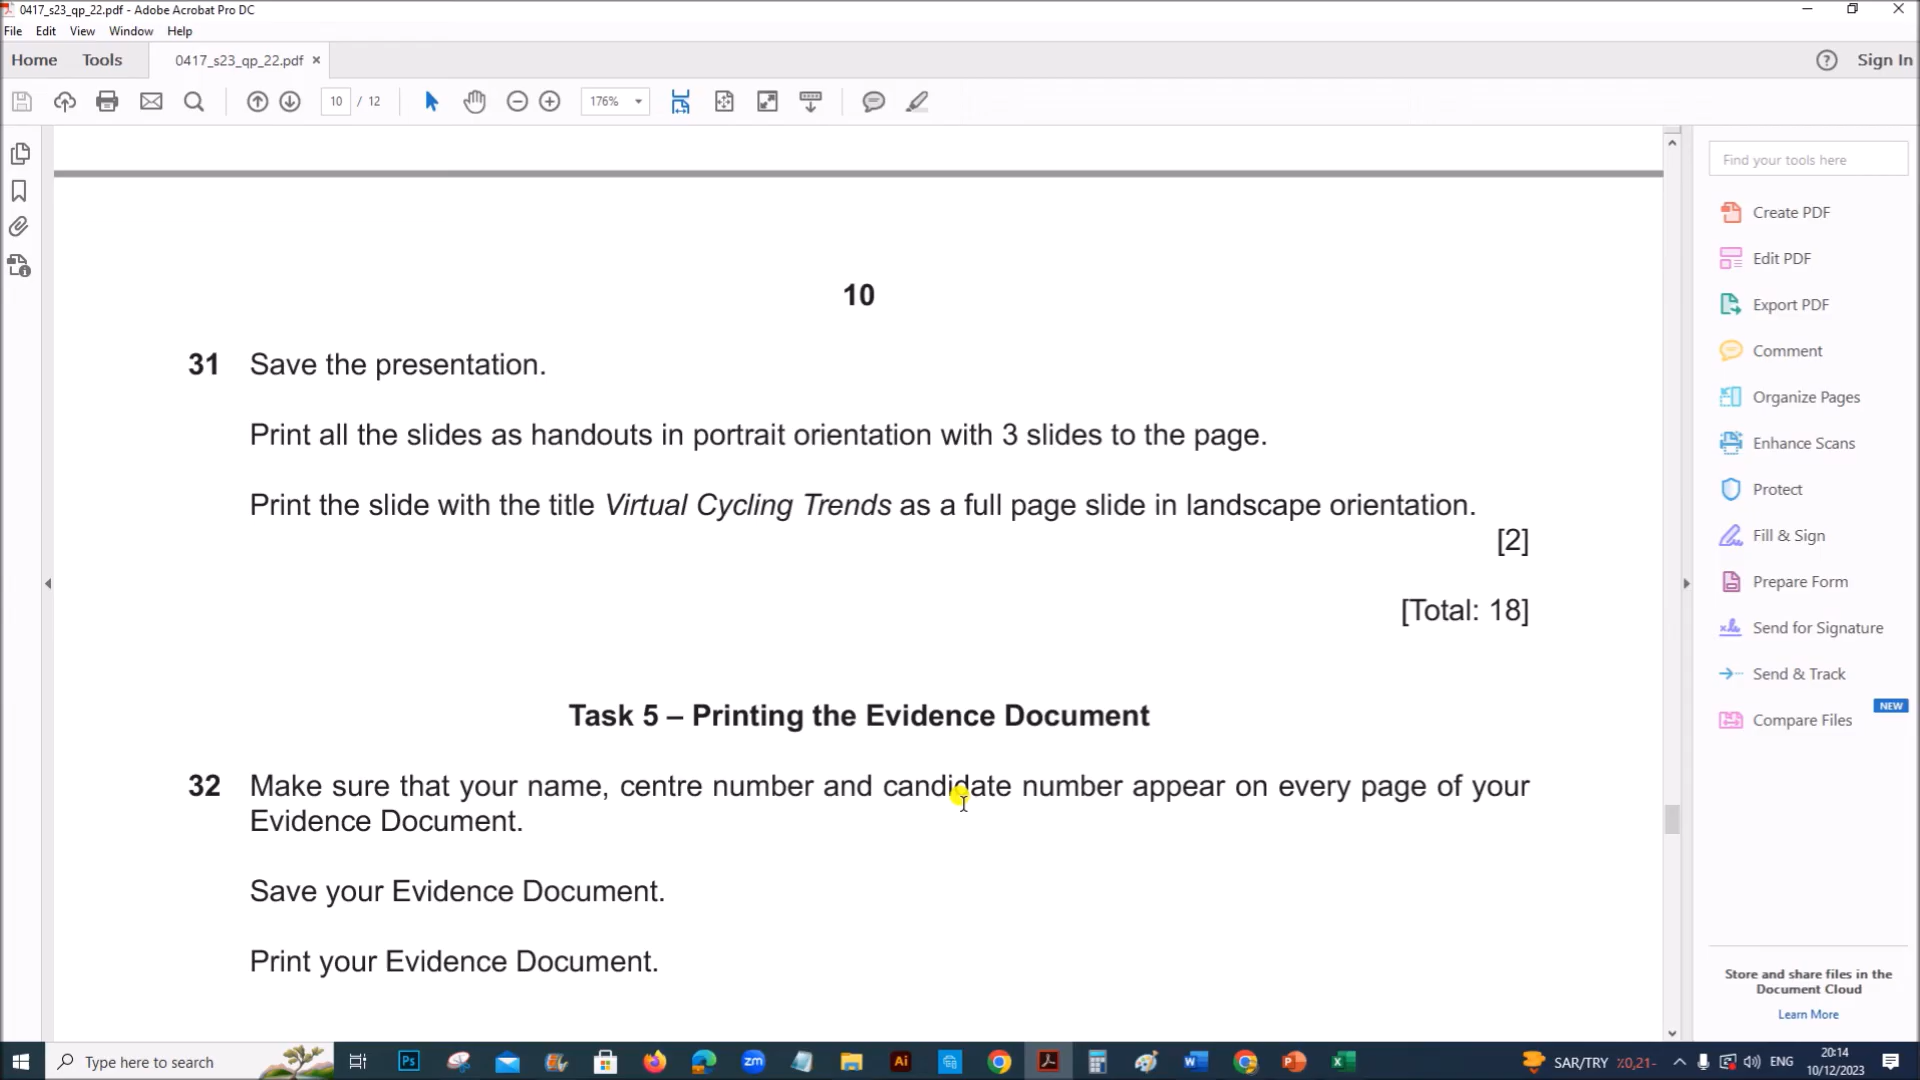 0417_s23_qp_22.pdf - Adobe Acrobat Pro DC
File Edit View Window Help
Home Tools 0417_s23_qp_22.pdf × Sign In
10 / 12 176%
Find your tools here
Create PDF
Edit PDF
Export PDF
Comment
Organize Pages
Enhance Scans
Protect
Fill & Sign
Prepare Form
Send for Signature
Send & Track
NEW
Compare Files
Store and share files in the
Document Cloud
Learn More
10
31 Save the presentation.
Print all the slides as handouts in portrait orientation with 3 slides to the page.
Print the slide with the title Virtual Cycling Trends as a full page slide in landscape orientation.
[2]
[Total: 18]
Task 5 – Printing the Evidence Document
32 Make sure that your name, centre number and candidate number appear on every page of your
Evidence Document.
Save your Evidence Document.
Print your Evidence Document.
Type here to search
Ps
zm
Ai
SAR/TRY ٪0,21-
ENG
20:14
10/12/2023